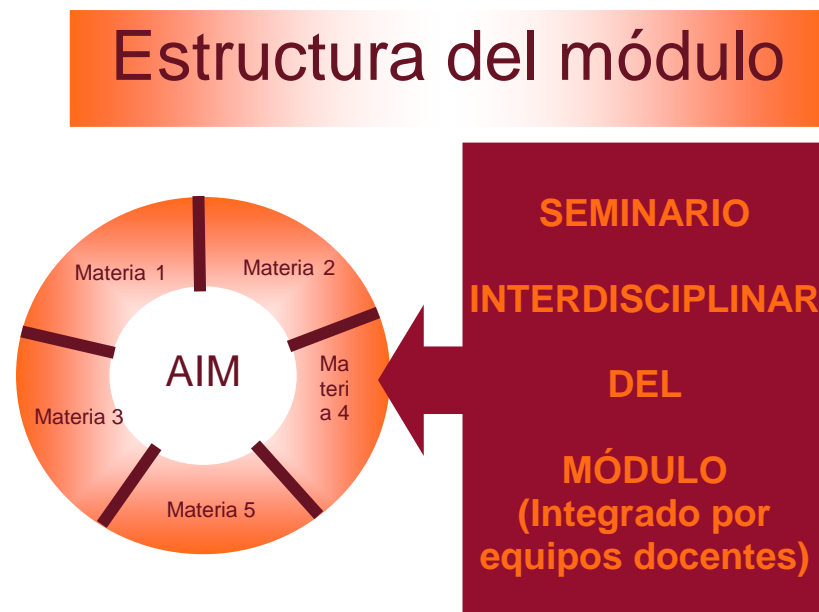 Estructura del módulo
Materia 1
Materia 2
AIM
Ma
teri
a 4
Materia 3
Materia 5
SEMINARIO
INTERDISCIPLINAR
DEL
MÓDULO
(Integrado por
equipos docentes)